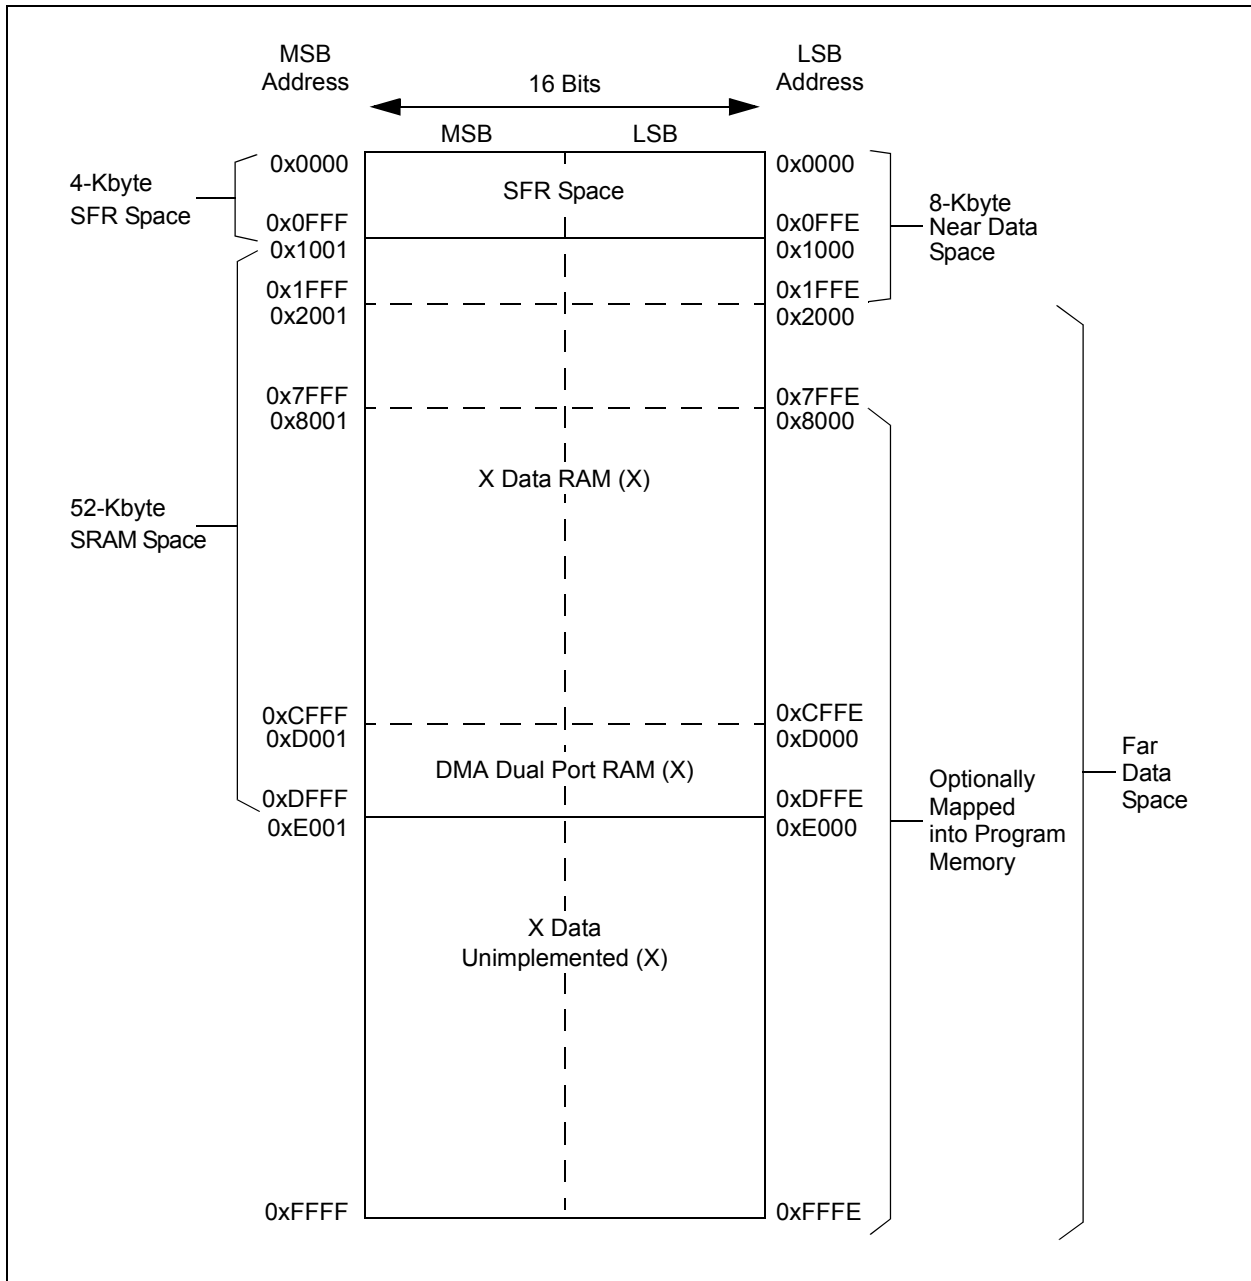 MSB
Address
LSB
Address
16 Bits
MSB
LSB
0x0000
0x0000
4-Kbyte
SFR Space
SFR Space
8-Kbyte
Near Data
Space
0x0FFF
0x0FFE
0x1001
0x1000
0x1FFF
0x1FFE
0x2001
0x2000
0x7FFF
0x7FFE
0x8001
0x8000
X Data RAM (X)
52-Kbyte
SRAM Space
0xCFFF
0xCFFE
0xD001
0xD000
DMA Dual Port RAM (X)
Far
Data
Space
Optionally
Mapped
into Program
Memory
0xDFFF
0xDFFE
0xE001
0xE000
X Data
Unimplemented (X)
0xFFFF
0xFFFE